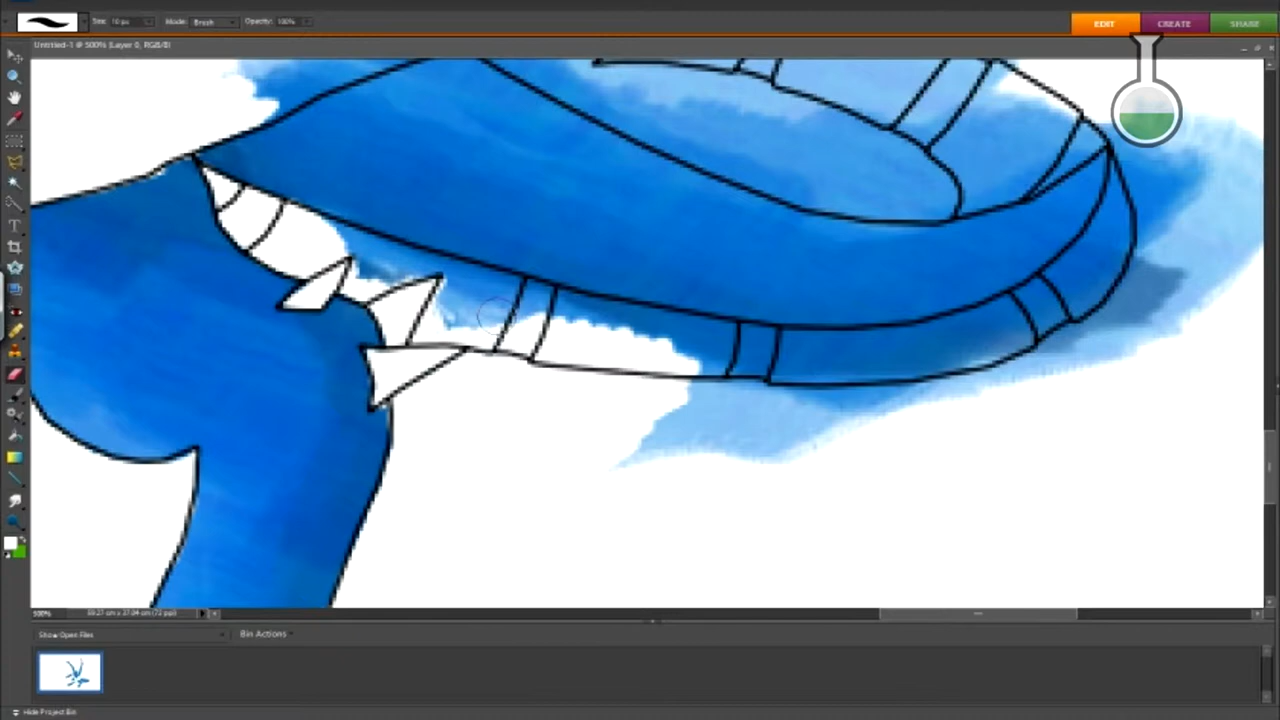 Size: 10 px Mode: Brush Opacity: 100%
EDIT CREATE SHARE
Untitled-1 @ 500% (Layer 0, RGB/8)
500%
Show Open Files Bin Actions
Hide Project Bin